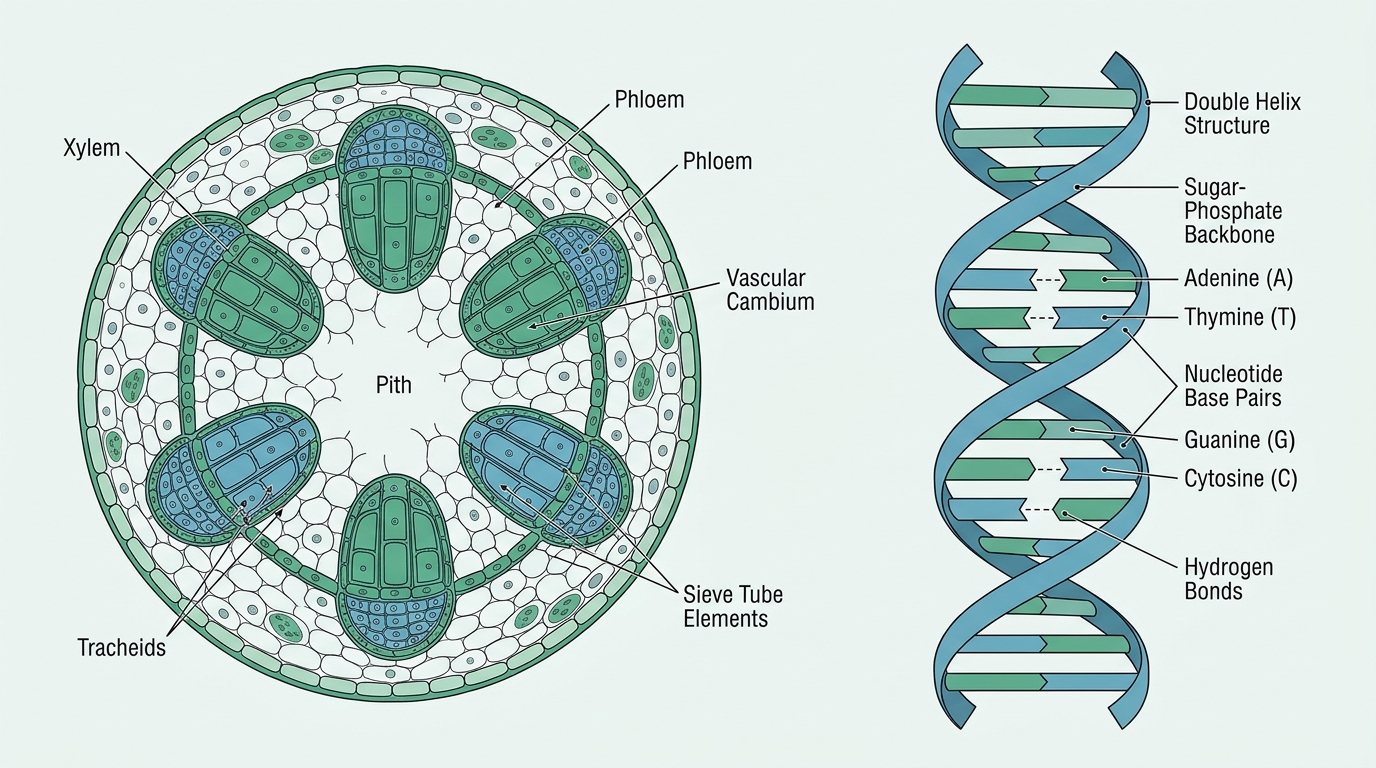 Phloem
Xylem
Phloem
Vascular
Cambium
Pith
Sieve Tube
Elements
Tracheids
Double Helix
Structure
Sugar-
Phosphate
Backbone
Adenine (A)
Thymine (T)
Nucleotide
Base Pairs
Guanine (G)
Cytosine (C)
Hydrogen
Bonds